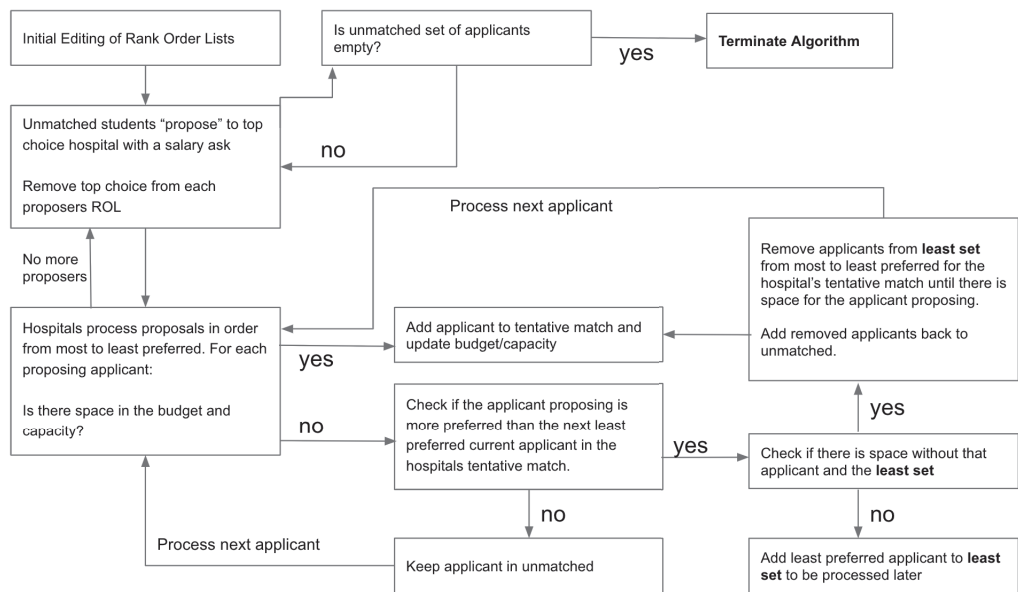 Initial Editing of Rank Order Lists
Is unmatched set of applicants
empty?
yes
Terminate Algorithm
Unmatched students “propose” to top
choice hospital with a salary ask
Remove top choice from each
proposers ROL
no
Process next applicant
No more
proposers
Remove applicants from least set
from most to least preferred for the
hospital's tentative match until there is
space for the applicant proposing.
Add removed applicants back to
unmatched.
Hospitals process proposals in order
from most to least preferred. For each
proposing applicant:
Is there space in the budget and
capacity?
yes
Add applicant to tentative match and
update budget/capacity
no
Check if the applicant proposing is
more preferred than the next least
preferred current applicant in the
hospitals tentative match.
yes
yes
Check if there is space without that
applicant and the least set
no
no
Process next applicant
Keep applicant in unmatched
Add least preferred applicant to least
set to be processed later